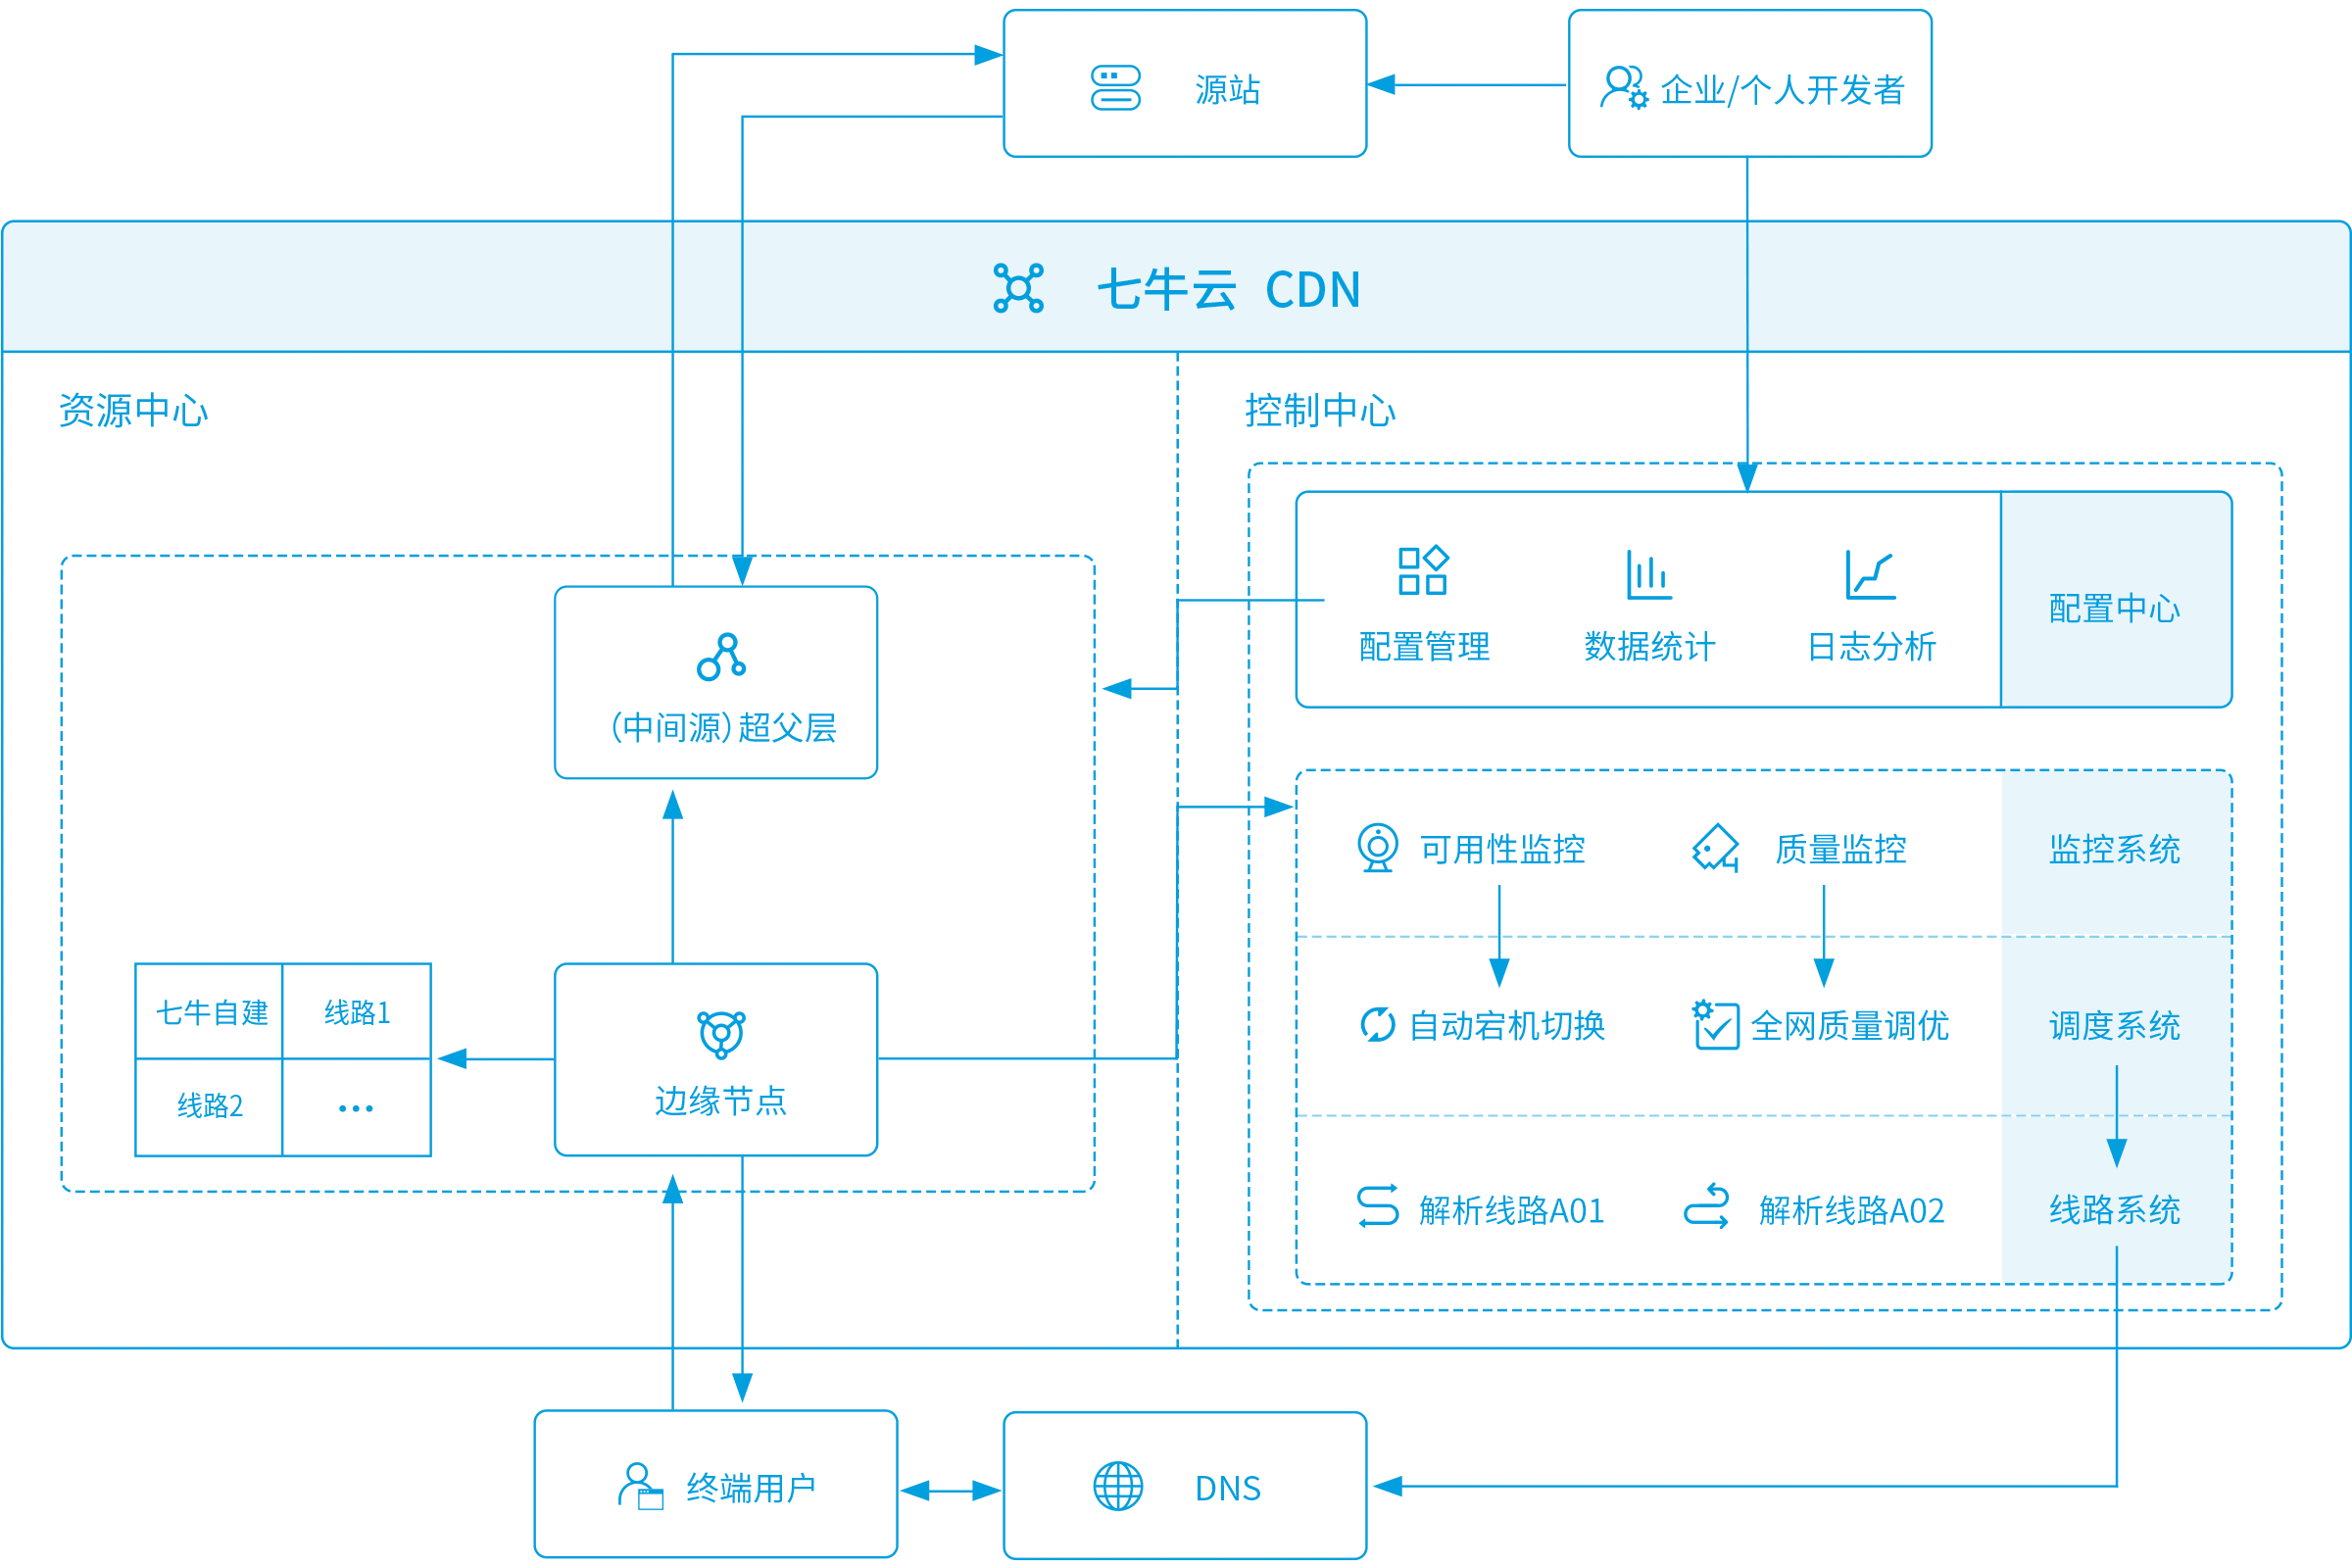 源站
企业/个人开发者
七牛云 CDN
资源中心
控制中心
配置管理
数据统计
日志分析
配置中心
(中间源)超父层
可用性监控
质量监控
监控系统
七牛自建
线路1
线路2
•••
边缘节点
自动宕机切换
全网质量调优
调度系统
解析线路A01
解析线路A02
线路系统
终端用户
DNS